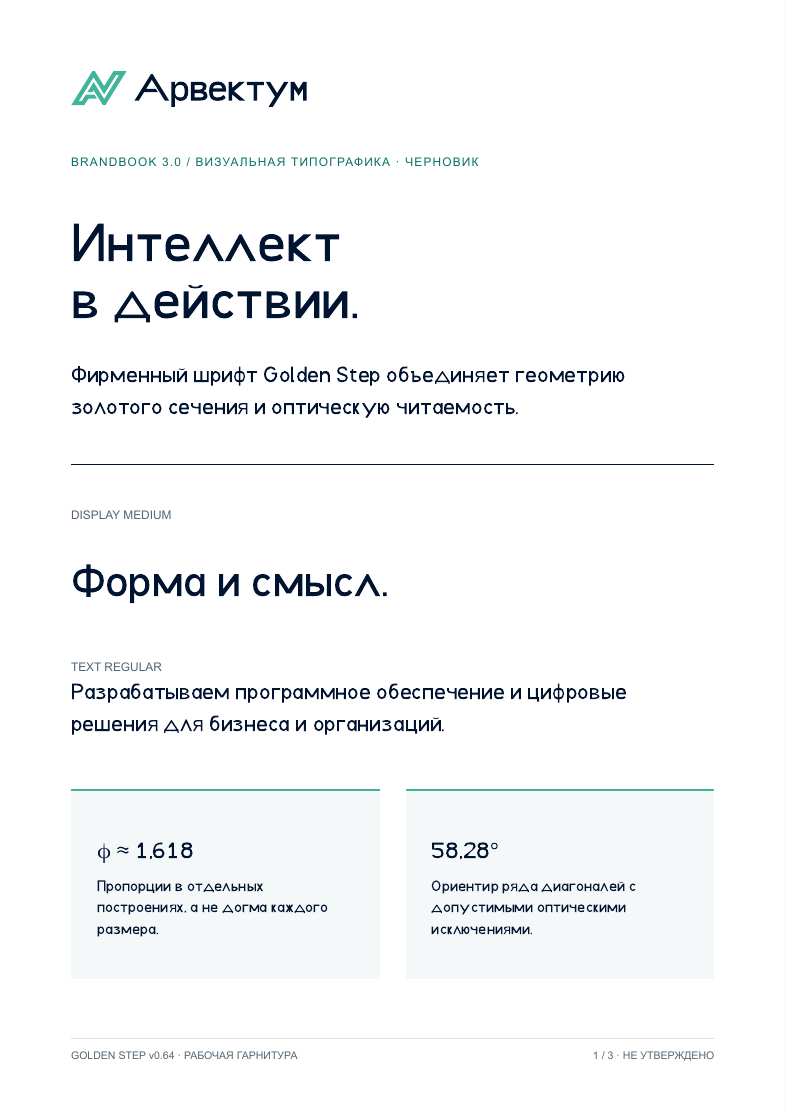 Арвектум
BRANDBOOK 3.0 / ВИЗУАЛЬНАЯ ТИПОГРАФИКА · ЧЕРНОВИК
Интеллект
в действии.
Фирменный шрифт Golden Step объединяет геометрию
золотого сечения и оптическую читаемость.
DISPLAY MEDIUM
Форма и смысл.
TEXT REGULAR
Разрабатываем программное обеспечение и цифровые
решения для бизнеса и организаций.
ϕ ≈ 1,618
Пропорции в отдельных
построениях, а не догма каждого
размера.
58,28°
Ориентир ряда диагоналей с
допустимыми оптическими
исключениями.
GOLDEN STEP v0.64 · РАБОЧАЯ ГАРНИТУРА
1 / 3 · НЕ УТВЕРЖДЕНО